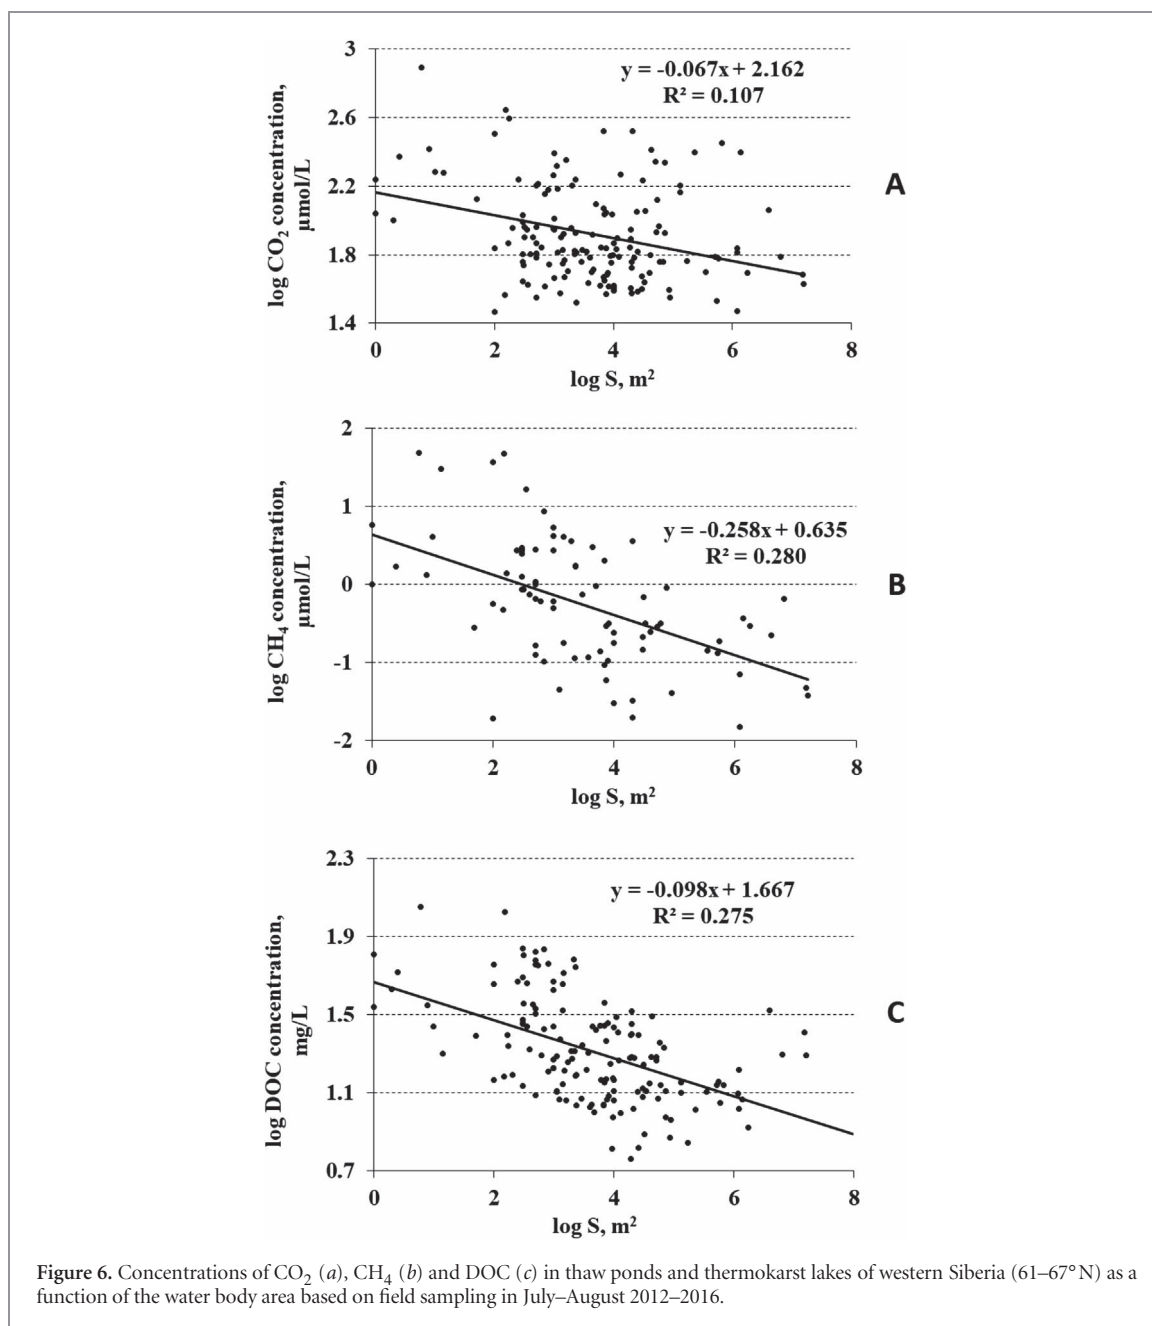 3
2.6
2.2
1.8
1.4
0 2 4 6 8
log CO₂ concentration,
µmol/L
log S, m²
y = -0.067x + 2.162
R² = 0.107
A
2
1
0
-1
-2
0 2 4 6 8
log CH₄ concentration,
µmol/L
log S, m²
y = -0.258x + 0.635
R² = 0.280
B
2.3
1.9
1.5
1.1
0.7
0 2 4 6 8
log DOC concentration,
mg/L
log S, m²
y = -0.098x + 1.667
R² = 0.275
C
Figure 6. Concentrations of CO₂ (a), CH₄ (b) and DOC (c) in thaw ponds and thermokarst lakes of western Siberia (61–67° N) as a
function of the water body area based on field sampling in July–August 2012–2016.